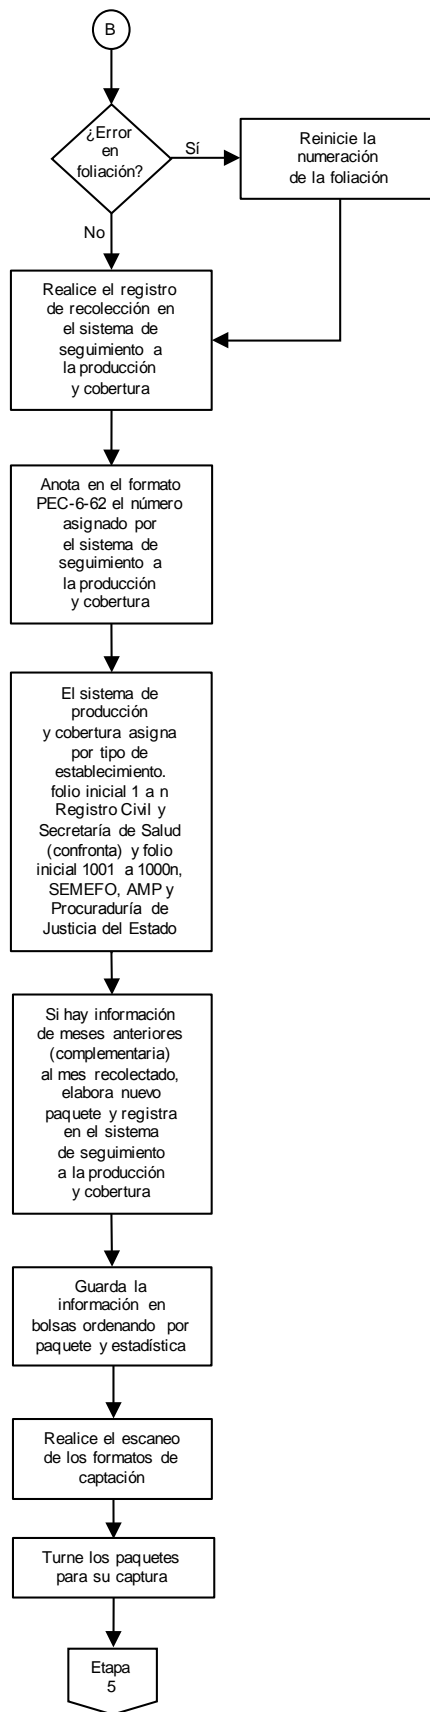 B
¿Error
en
foliación?
Sí
Reinicie la
numeración
de la foliación
No
Realice el registro
de recolección en
el sistema de
seguimiento a
la producción
y cobertura
Anota en el formato
PEC-6-62 el número
asignado por
el sistema de
seguimiento a
la producción
y cobertura
El sistema de
producción
y cobertura asigna
por tipo de
establecimiento.
folio inicial 1 a n
Registro Civil y
Secretaría de Salud
(confronta) y folio
inicial 1001 a 1000n,
SEMEFO, AMP y
Procuraduría de
Justicia del Estado
Si hay información
de meses anteriores
(complementaria)
al mes recolectado,
elabora nuevo
paquete y registra
en el sistema
de seguimiento
a la producción
y cobertura
Guarda la
información en
bolsas ordenando por
paquete y estadística
Realice el escaneo
de los formatos de
captación
Turne los paquetes
para su captura
Etapa
5